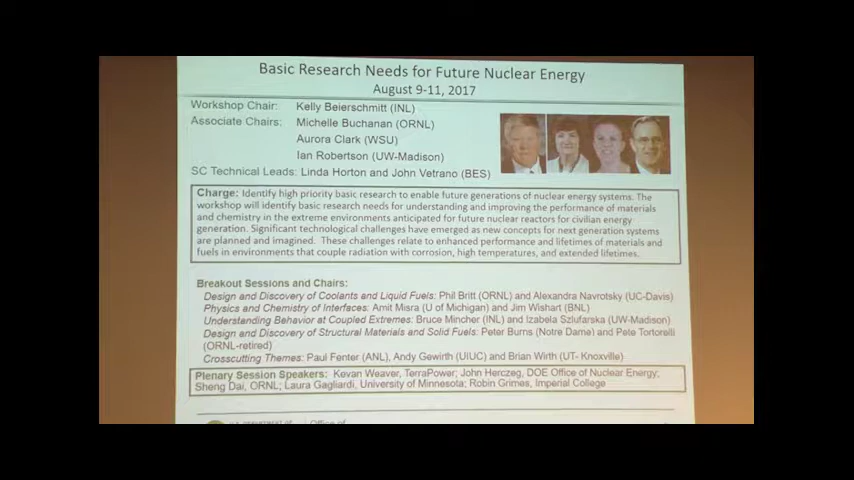 Basic Research Needs for Future Nuclear Energy
August 9-11, 2017
Workshop Chair: Kelly Beierschmitt (INL)
Associate Chairs: Michelle Buchanan (ORNL)
Aurora Clark (WSU)
Ian Robertson (UW-Madison)
SC Technical Leads: Linda Horton and John Vetrano (BES)
Charge: Identify high priority basic research to enable future generations of nuclear energy systems. The
workshop will identify basic research needs for understanding and improving the performance of materials
and chemistry in the extreme environments anticipated for future nuclear reactors for civilian energy
generation. Significant technological challenges have emerged as new concepts for next generation systems
are planned and imagined. These challenges relate to enhanced performance and lifetimes of materials and
fuels in environments that couple radiation with corrosion, high temperatures, and extended lifetimes.
Breakout Sessions and Chairs:
Design and Discovery of Coolants and Liquid Fuels: Phil Britt (ORNL) and Alexandra Navrotsky (UC-Davis)
Physics and Chemistry of Interfaces: Amit Misra (U of Michigan) and Jim Wishart (BNL)
Understanding Behavior at Coupled Extremes: Bruce Mincher (INL) and Izabela Szlufarska (UW-Madison)
Design and Discovery of Structural Materials and Solid Fuels: Peter Burns (Notre Dame) and Pete Tortorelli
(ORNL-retired)
Crosscutting Themes: Paul Fenter (ANL), Andy Gewirth (UIUC) and Brian Wirth (UT- Knoxville)
Plenary Session Speakers: Kevan Weaver, TerraPower; John Herczeg, DOE Office of Nuclear Energy;
Sheng Dai, ORNL; Laura Gagliardi, University of Minnesota; Robin Grimes, Imperial College
Office of